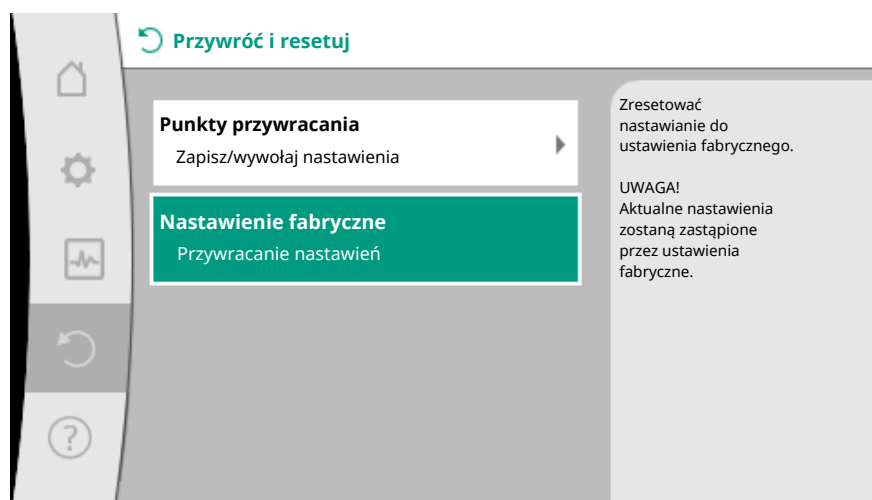 Przywróć i resetuj
Punkty przywracania
Zapisz/wywołaj nastawienia
Nastawienie fabryczne
Przywracanie nastawień
Zresetować
nastawianie do
ustawienia fabrycznego.
UWAGA!
Aktualne nastawienia
zostaną zastąpione
przez ustawienia
fabryczne.
?